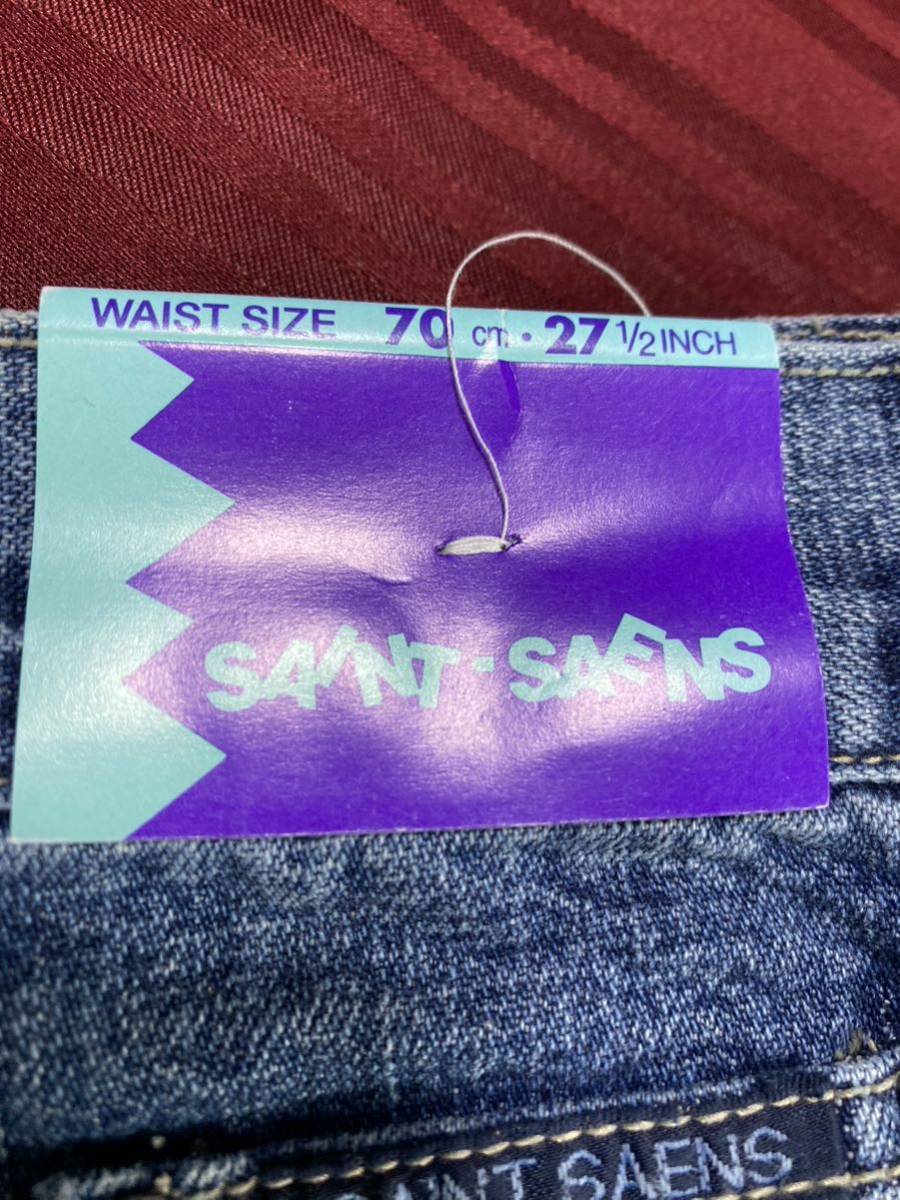 WAIST SIZE 70 cm · 27 1/2 INCH
SAINT-SAENS
SAINT SAENS